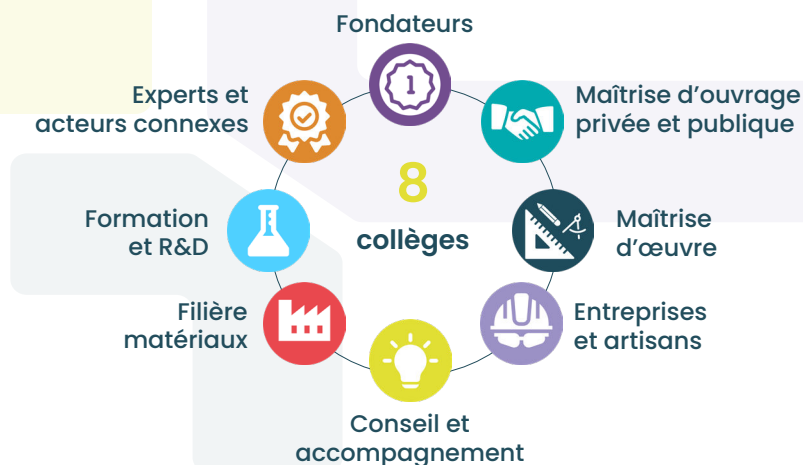 Fondateurs
1
Maîtrise d’ouvrage
privée et publique
Maîtrise
d’œuvre
Entreprises
et artisans
Conseil et
accompagnement
Filière
matériaux
Formation
et R&D
Experts et
acteurs connexes
8
collèges